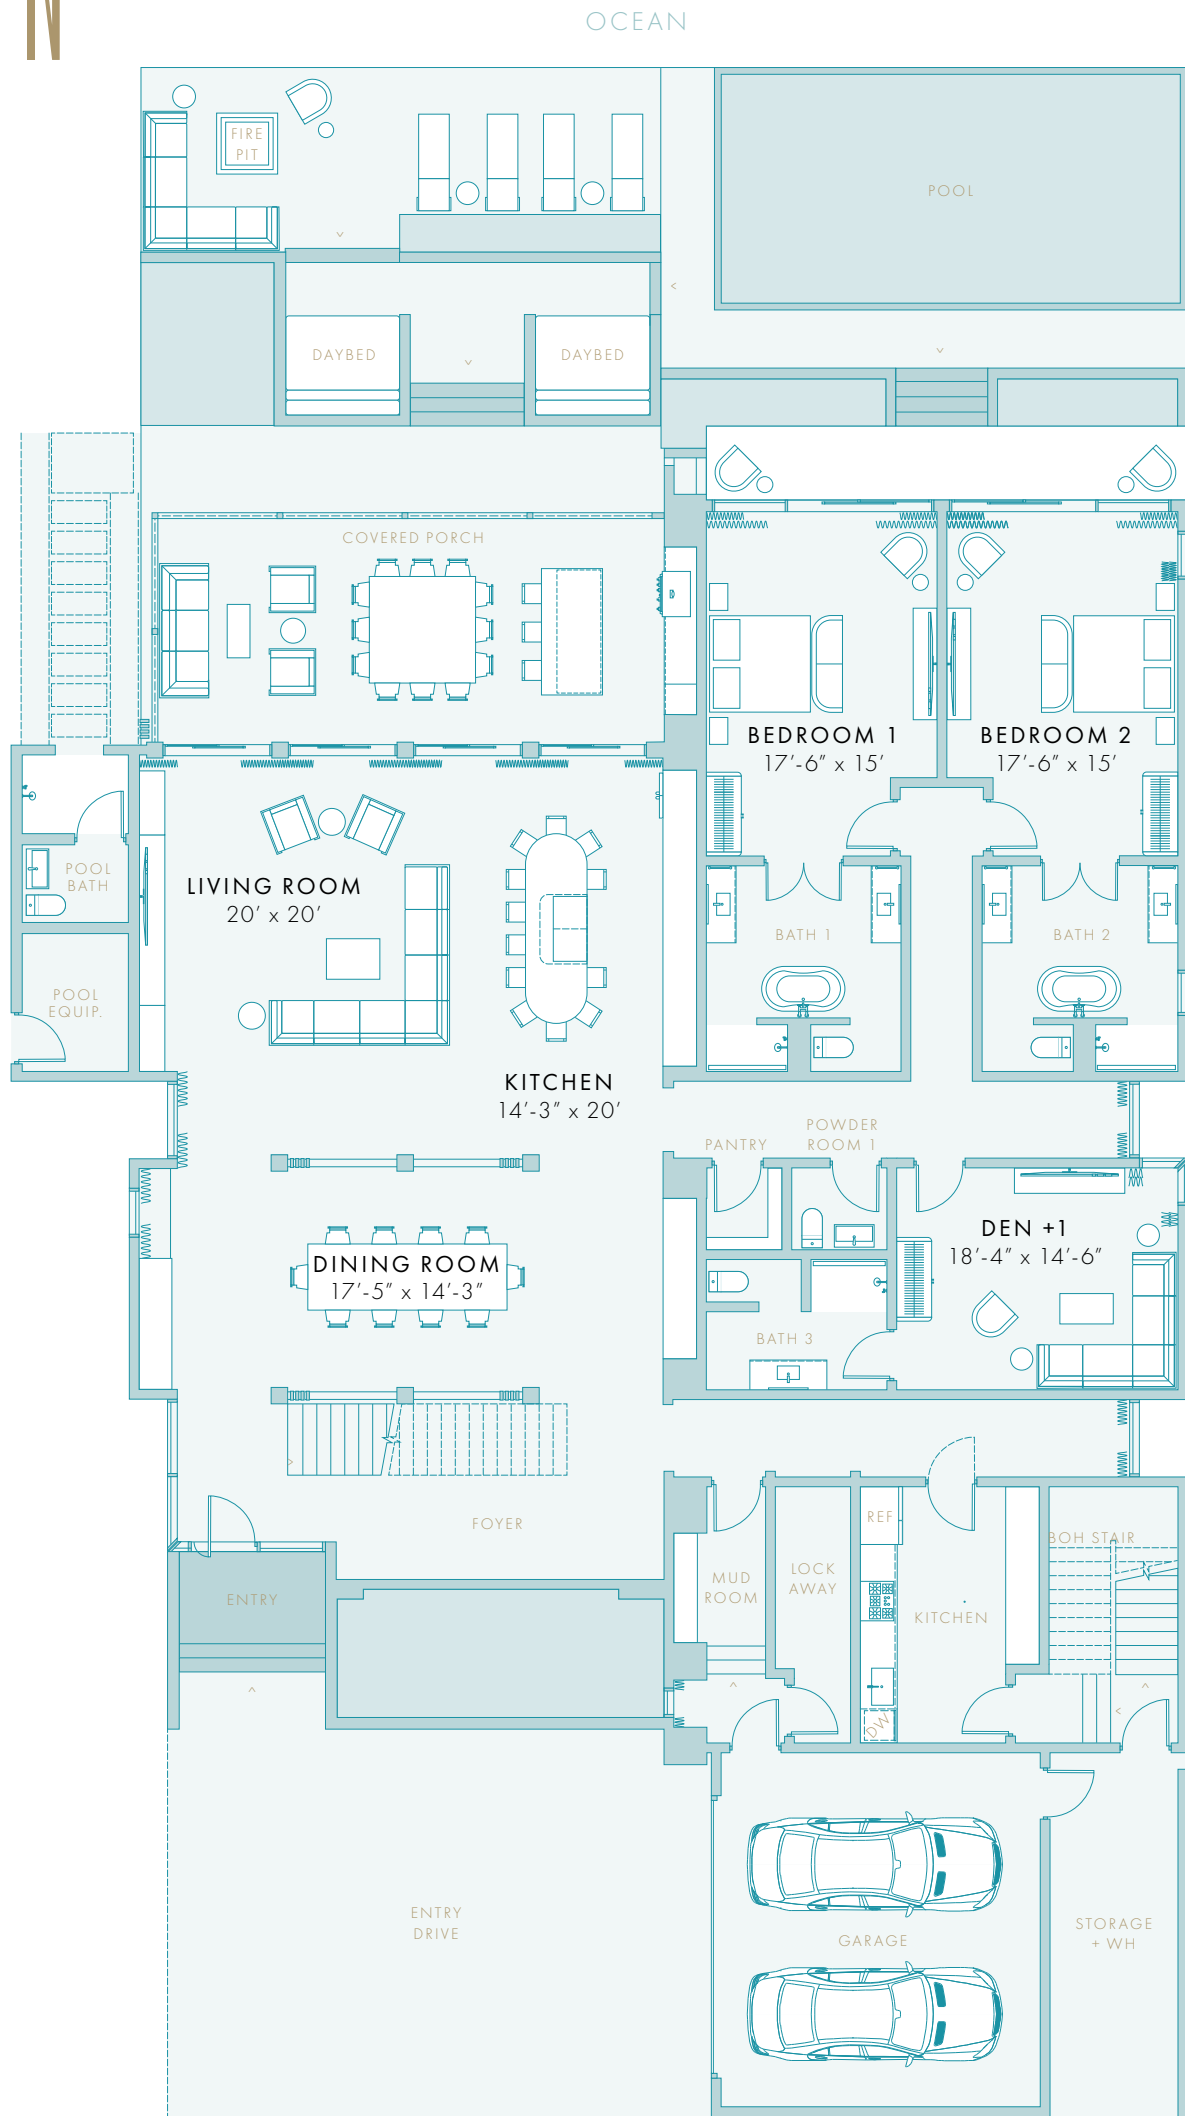 N
OCEAN
FIRE
PIT
POOL
DAYBED
DAYBED
COVERED PORCH
BEDROOM 1
17'-6" x 15'
BEDROOM 2
17'-6" x 15'
POOL
BATH
LIVING ROOM
20' x 20'
BATH 1
BATH 2
POOL
EQUIP.
KITCHEN
14'-3" x 20'
PANTRY
POWDER
ROOM 1
DINING ROOM
17'-5" x 14'-3"
DEN +1
18'-4" x 14'-6"
BATH 3
FOYER
REF
BOH STAIR
ENTRY
MUD
ROOM
LOCK
AWAY
KITCHEN
DW
ENTRY
DRIVE
GARAGE
STORAGE
+ WH